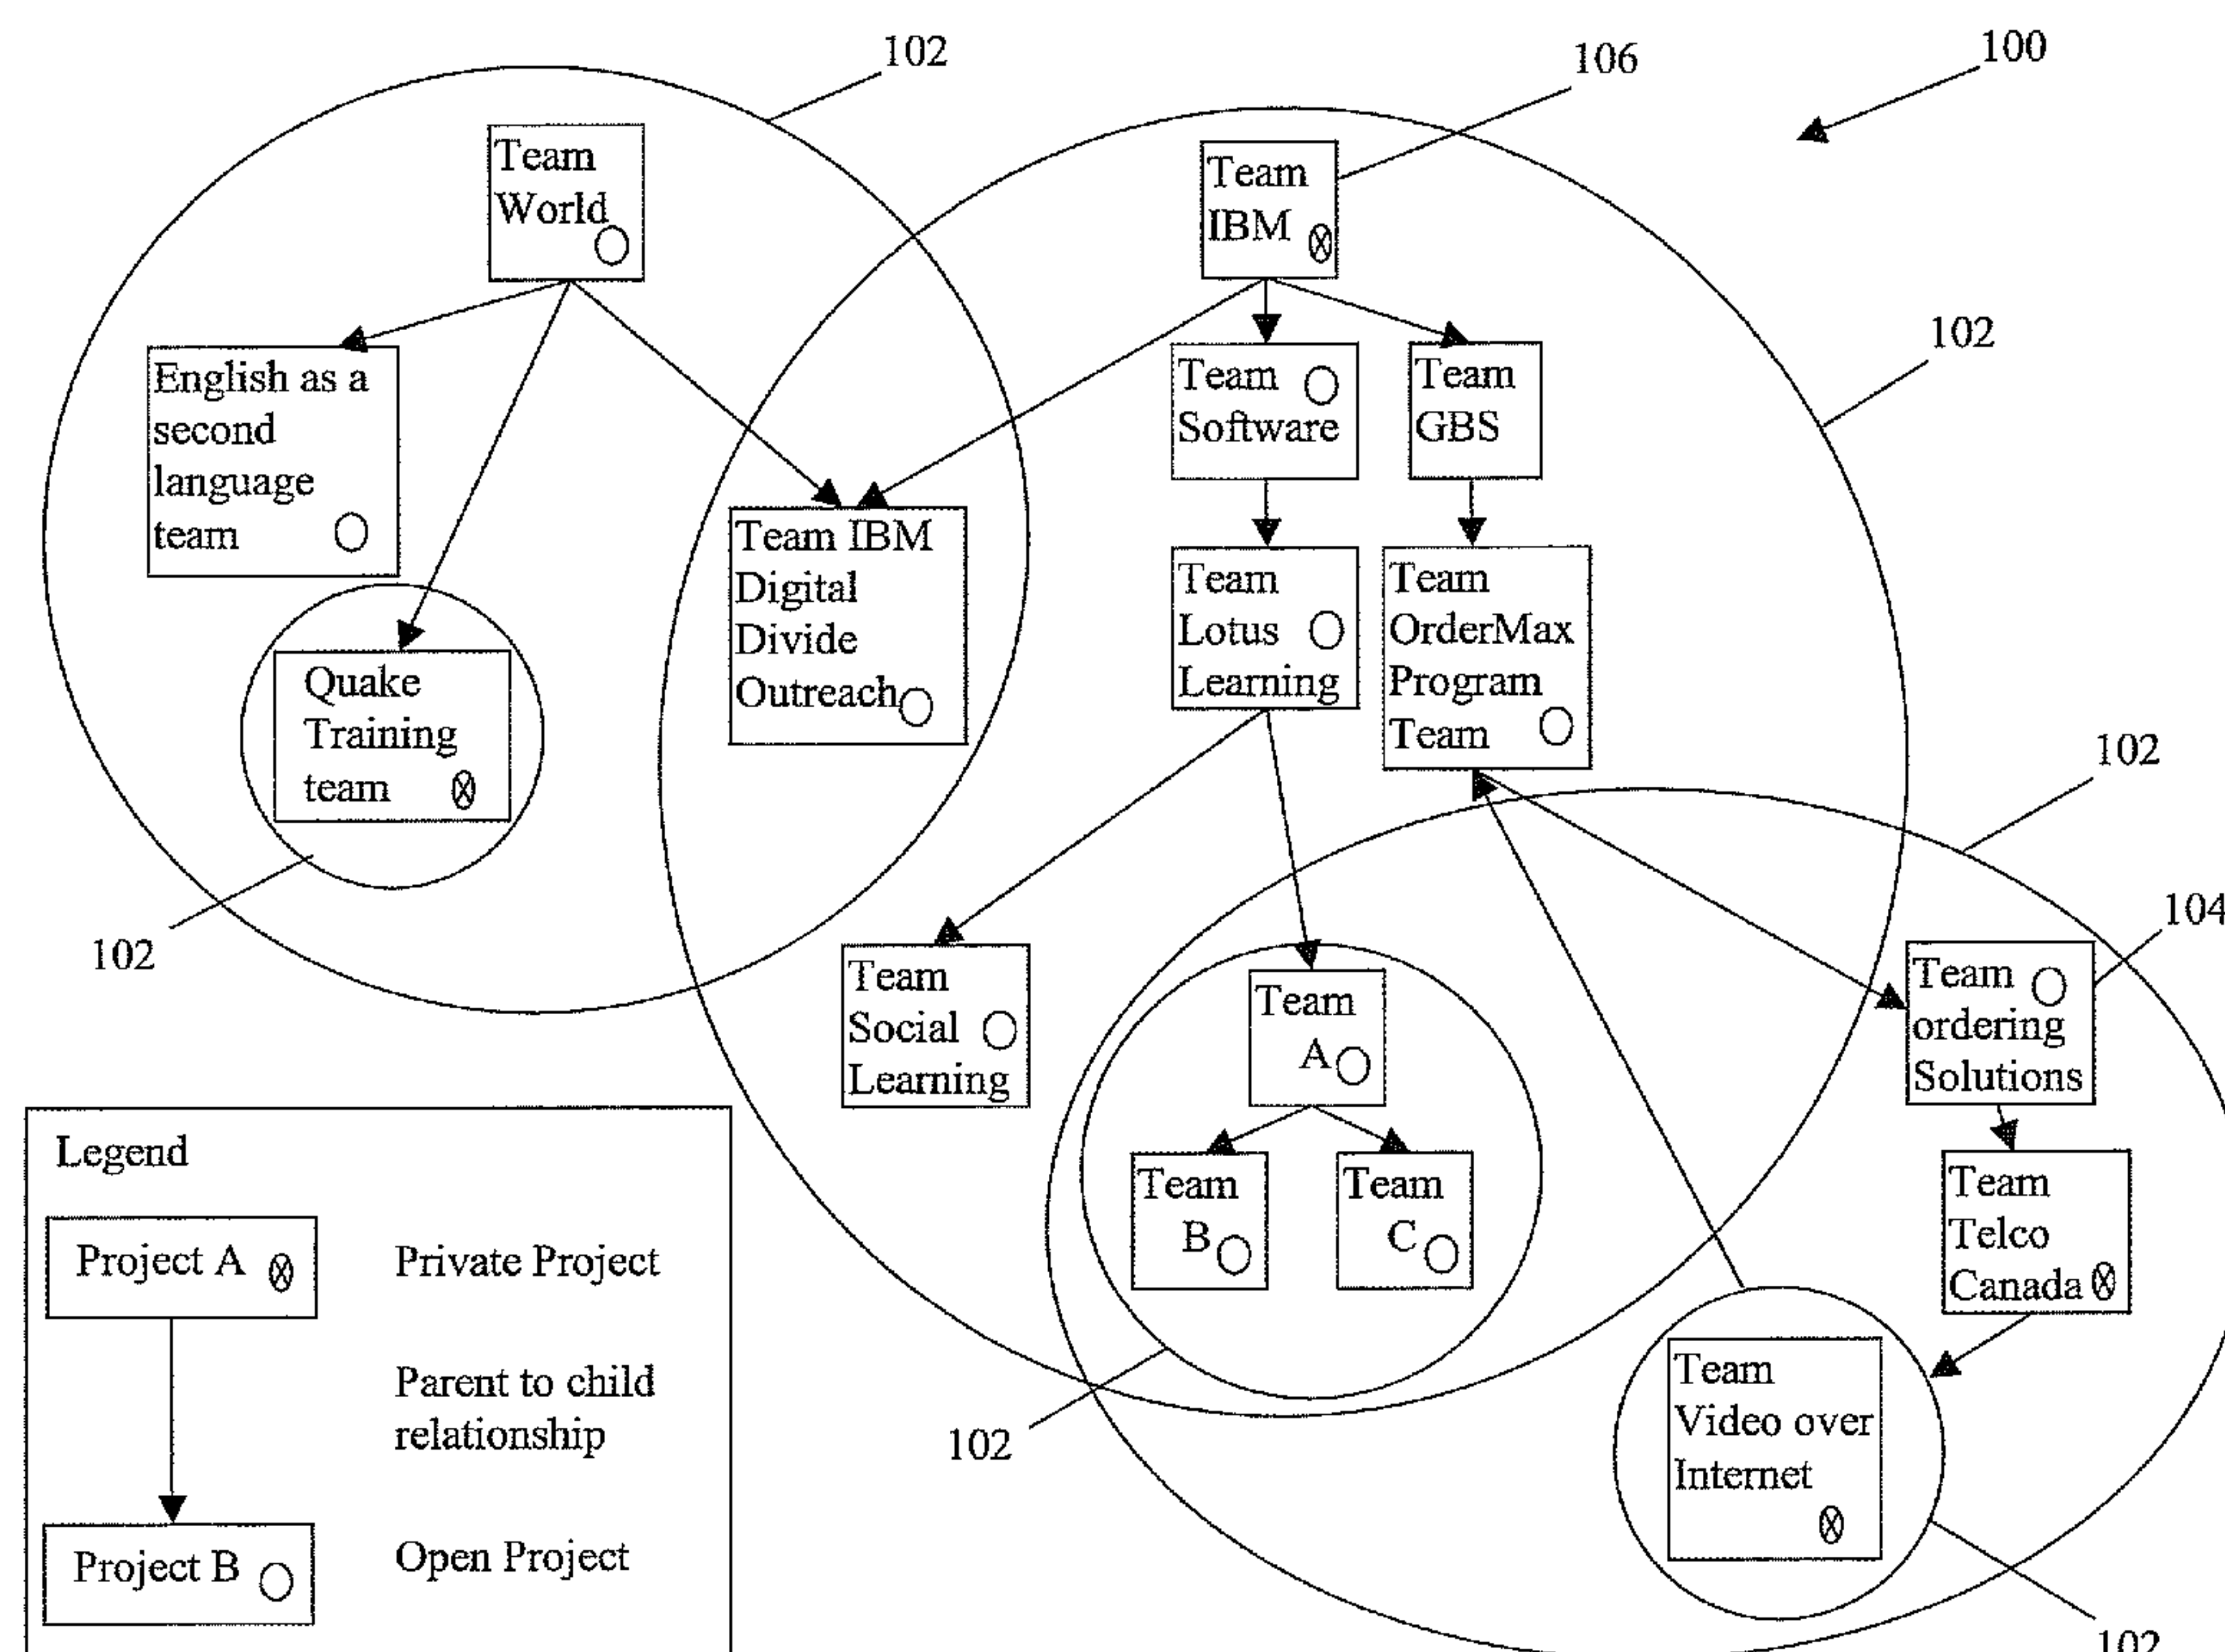 102
106
100
Team
World
Team
IBM
102
English as a
second
language
team
Team
Software
Team
GBS
Team IBM
Digital
Divide
Outreach
Team
Lotus
Learning
Team
OrderMax
Program
Team
Quake
Training
team
102
102
104
Team
Social
Learning
Team
A
Team
ordering
Solutions
Team
B
Team
C
Team
Telco
Canada
Team
Video over
Internet
102
102
Legend
Project A
Private Project
Parent to child
relationship
Project B
Open Project